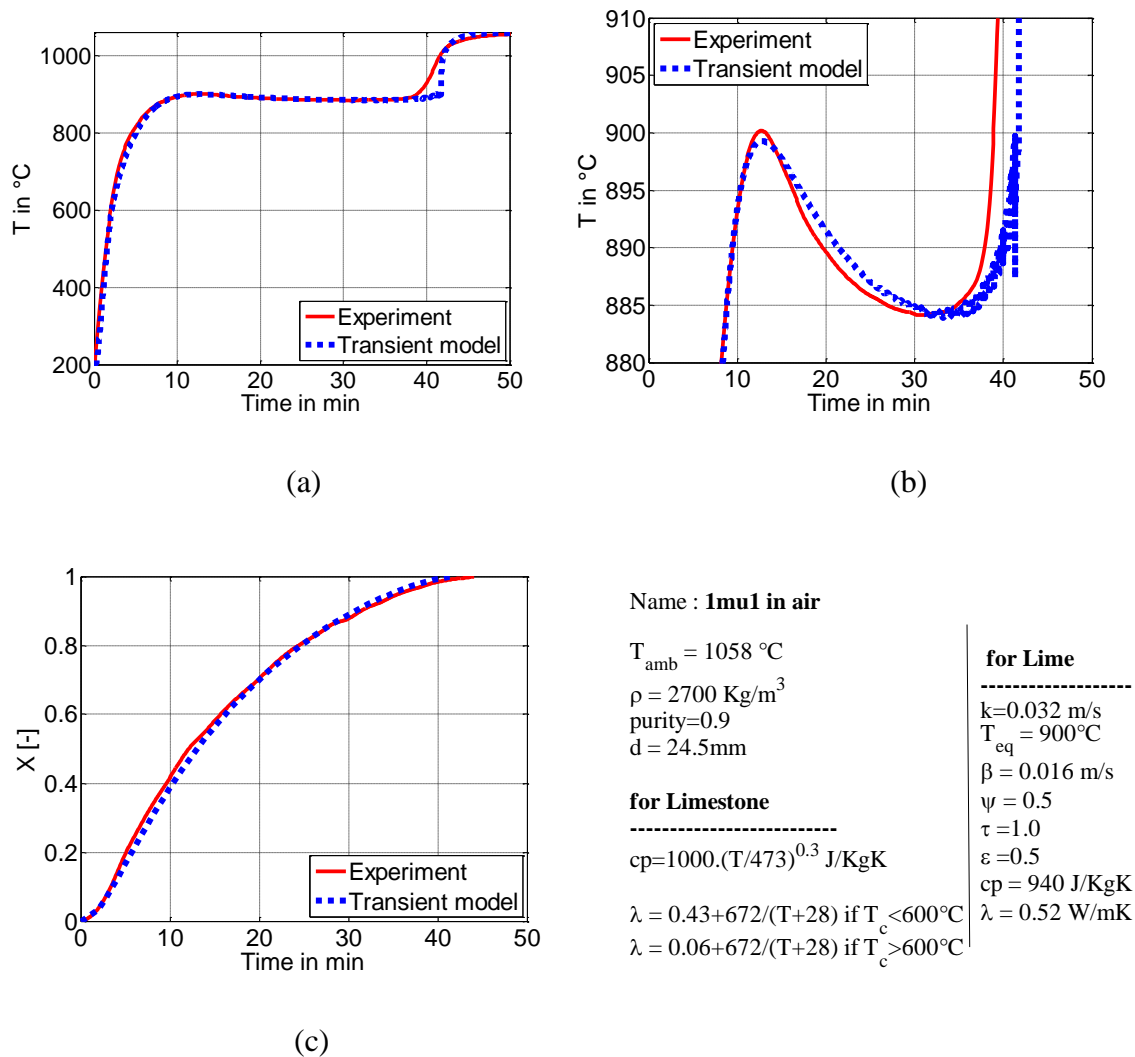 (a)
1000
800
600
400
200
T in °C
0 10 20 30 40 50
Time in min
Experiment
Transient model
(b)
910
905
900
895
890
885
880
T in °C
0 10 20 30 40 50
Time in min
Experiment
Transient model
(c)
1
0.8
0.6
0.4
0.2
0
X [-]
0 10 20 30 40 50
Time in min
Experiment
Transient model
Name : 1mu1 in air
T_amb = 1058 °C
ρ = 2700 Kg/m³
purity=0.9
d = 24.5mm
for Limestone
---------------------------
cp=1000.(T/473)^0.3 J/KgK
λ = 0.43+672/(T+28) if T_c<600°C
λ = 0.06+672/(T+28) if T_c>600°C
for Lime
--------------------
k=0.032 m/s
T_eq = 900°C
β = 0.016 m/s
ψ = 0.5
τ =1.0
ε =0.5
cp = 940 J/KgK
λ = 0.52 W/mK